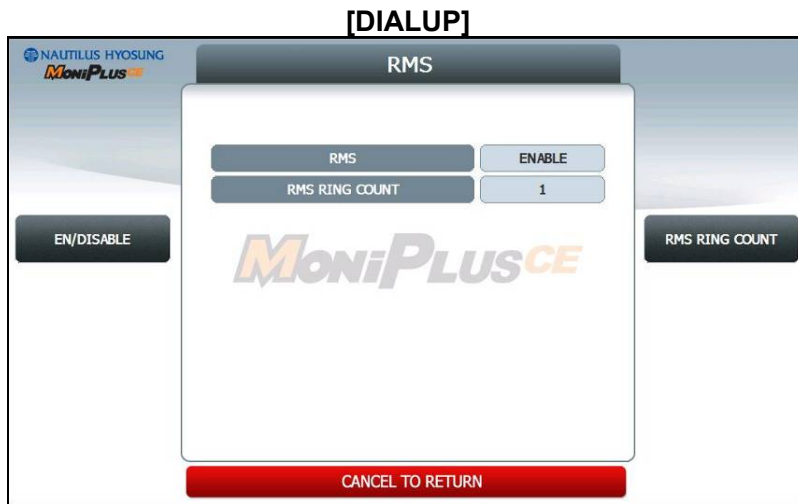 [DIALUP]
NAUTILUS HYOSUNG
MoniPlusCE
RMS
RMS ENABLE
RMS RING COUNT 1
EN/DISABLE
MoniPlusCE
RMS RING COUNT
CANCEL TO RETURN